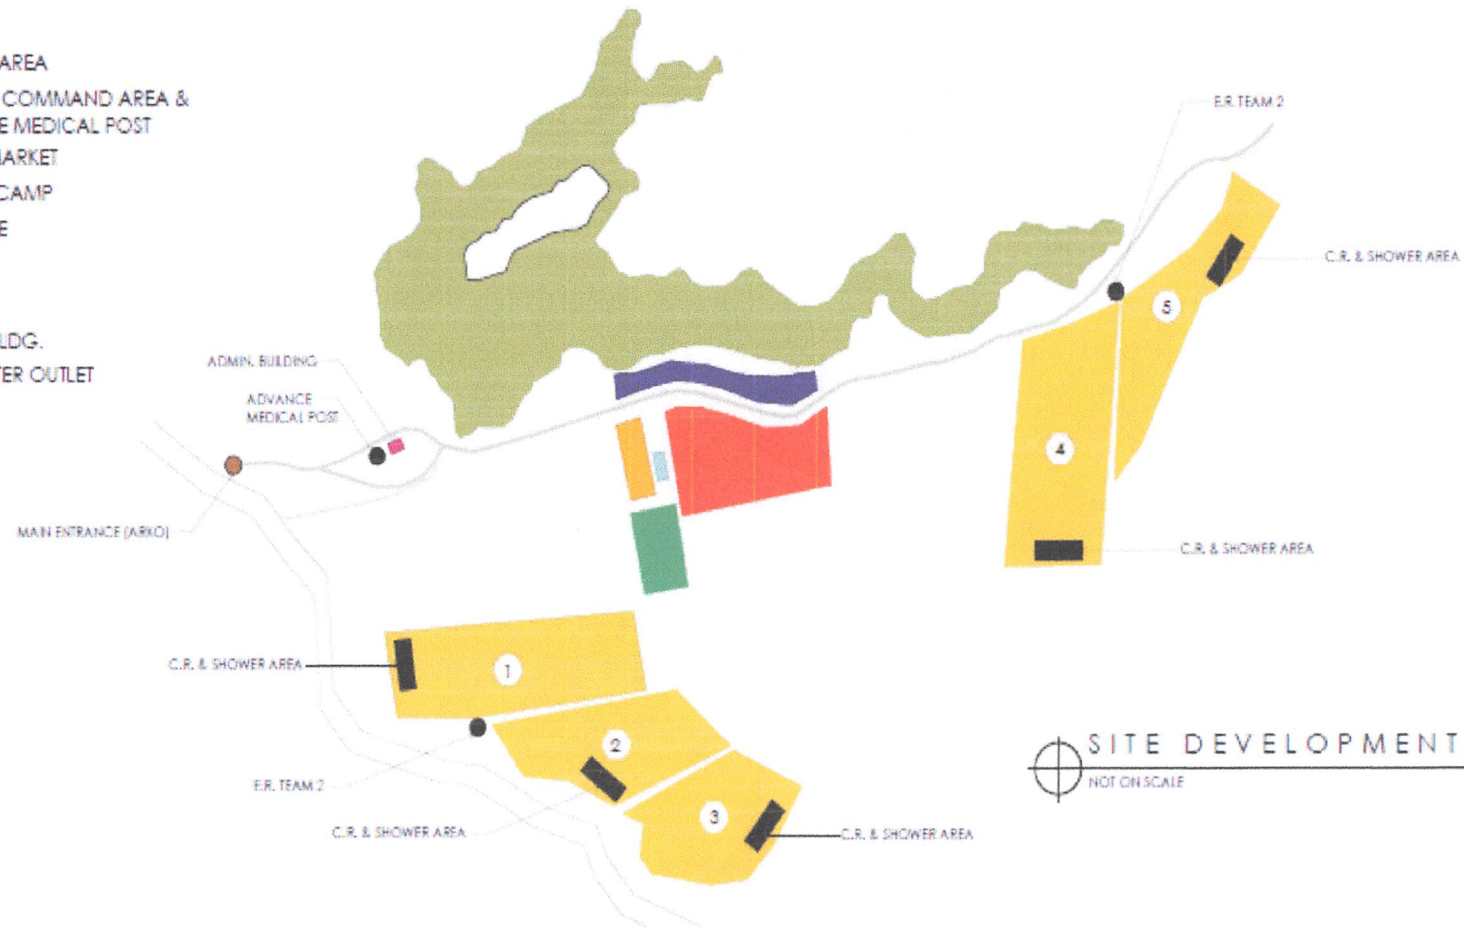 AREA
COMMAND AREA &
E MEDICAL POST
MARKET
CAMP
E
LDG.
TER OUTLET
E.R. TEAM 2
C.R. & SHOWER AREA
ADMIN. BUILDING
ADVANCE
MEDICAL POST
MAIN ENTRANCE (ARKO)
5
4
C.R. & SHOWER AREA
1
C.R. & SHOWER AREA
2
E.R. TEAM 2
3
C.R. & SHOWER AREA
C.R. & SHOWER AREA
SITE DEVELOPMENT
NOT ON SCALE